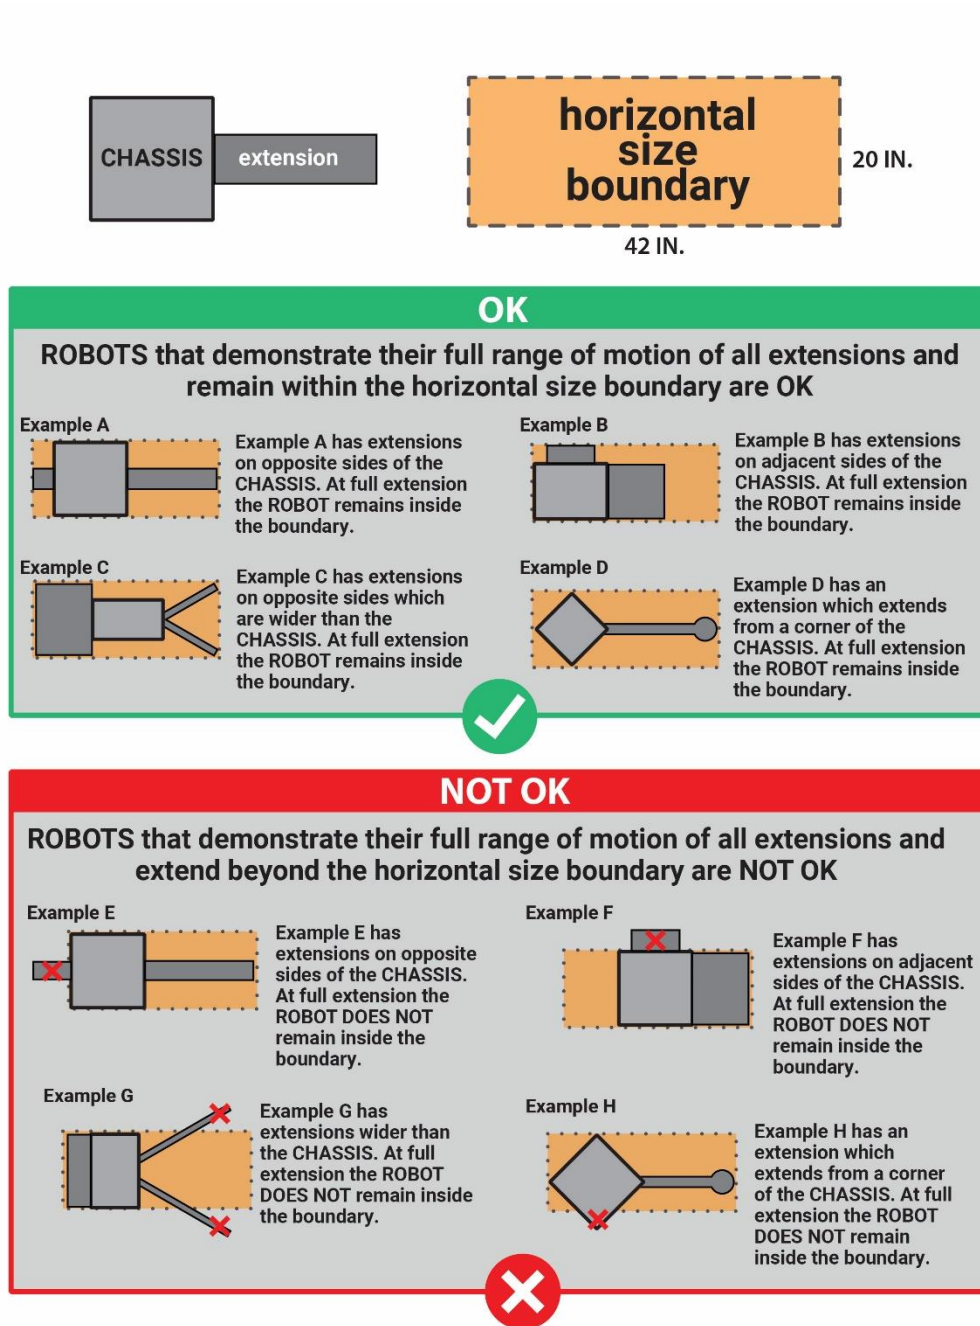 CHASSIS
extension
horizontal
size
boundary
20 IN.
42 IN.
OK
ROBOTS that demonstrate their full range of motion of all extensions and
remain within the horizontal size boundary are OK
Example A
Example A has extensions
on opposite sides of the
CHASSIS. At full extension
the ROBOT remains inside
the boundary.
Example B
Example B has extensions
on adjacent sides of the
CHASSIS. At full extension
the ROBOT remains inside
the boundary.
Example C
Example C has extensions
on opposite sides which
are wider than the
CHASSIS. At full extension
the ROBOT remains inside
the boundary.
Example D
Example D has an
extension which extends
from a corner of the
CHASSIS. At full extension
the ROBOT remains inside
the boundary.
NOT OK
ROBOTS that demonstrate their full range of motion of all extensions and
extend beyond the horizontal size boundary are NOT OK
Example E
Example E has
extensions on opposite
sides of the CHASSIS.
At full extension the
ROBOT DOES NOT
remain inside the
boundary.
Example F
Example F has
extensions on adjacent
sides of the CHASSIS.
At full extension the
ROBOT DOES NOT
remain inside the
boundary.
Example G
Example G has
extensions wider than
the CHASSIS. At full
extension the ROBOT
DOES NOT remain inside
the boundary.
Example H
Example H has an
extension which
extends from a corner
of the CHASSIS. At full
extension the ROBOT
DOES NOT remain
inside the boundary.